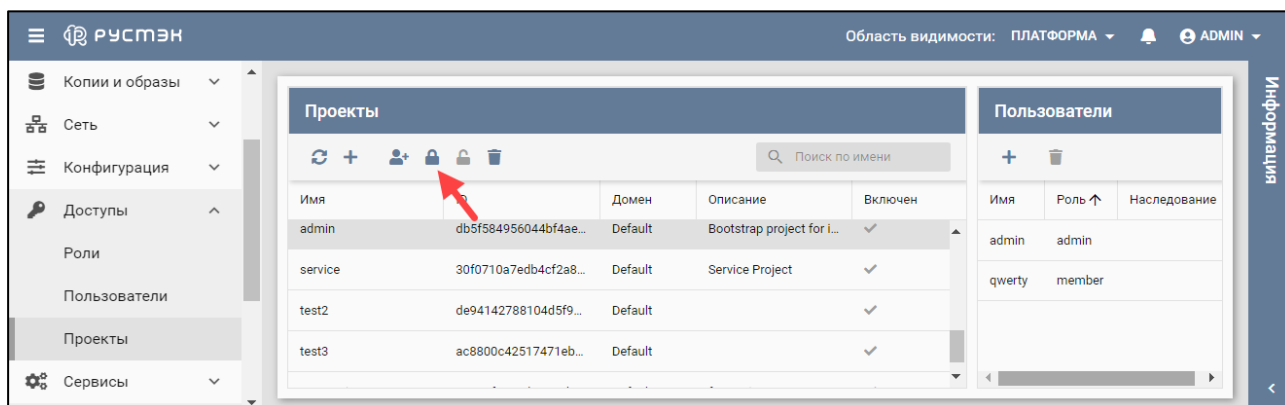 РУСТЭК
Область видимости: ПЛАТФОРМА
ADMIN
Копии и образы
Сеть
Конфигурация
Доступы
Роли
Пользователи
Проекты
Сервисы
Проекты
Поиск по имени
Имя Домен Описание Включен
admin db5f584956044bf4ae... Default Bootstrap project for i...
service 30f0710a7edb4cf2a8... Default Service Project
test2 de94142788104d5f9... Default
test3 ac8800c42517471eb... Default
Пользователи
Имя Роль Наследование
admin admin
qwerty member
Информация